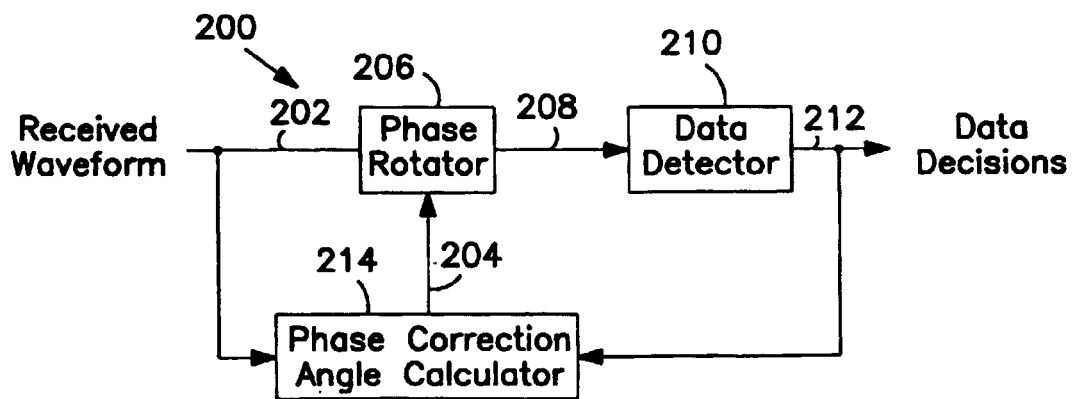 200
206
210
Received
Waveform
202
Phase
Rotator
208
Data
Detector
212
Data
Decisions
214
204
Phase Correction
Angle Calculator